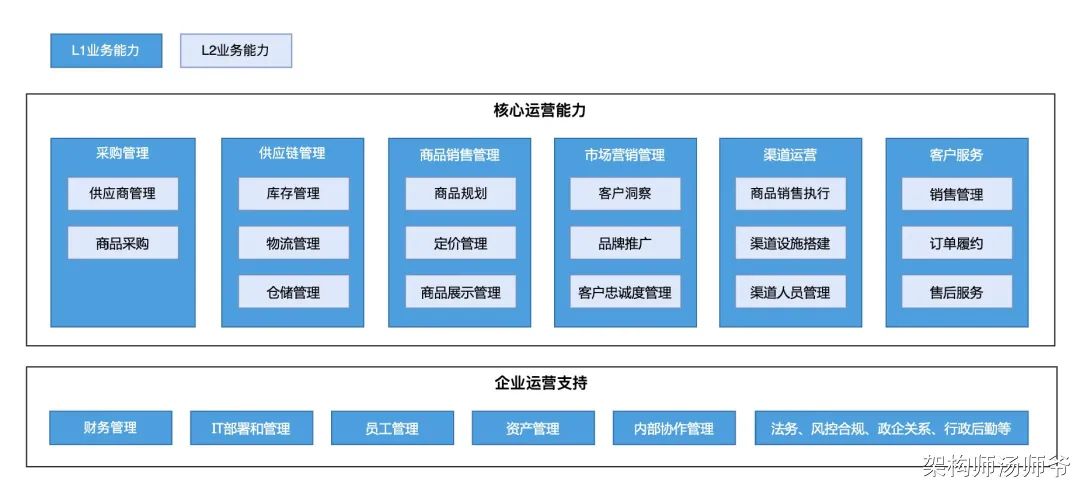 L1业务能力
L2业务能力
核心运营能力
采购管理
供应商管理
商品采购
供应链管理
库存管理
物流管理
仓储管理
商品销售管理
商品规划
定价管理
商品展示管理
市场营销管理
客户洞察
品牌推广
客户忠诚度管理
渠道运营
商品销售执行
渠道设施搭建
渠道人员管理
客户服务
销售管理
订单履约
售后服务
企业运营支持
财务管理
IT部署和管理
员工管理
资产管理
内部协作管理
法务、风控合规、政企关系、行政后勤等
架构师汤师爷